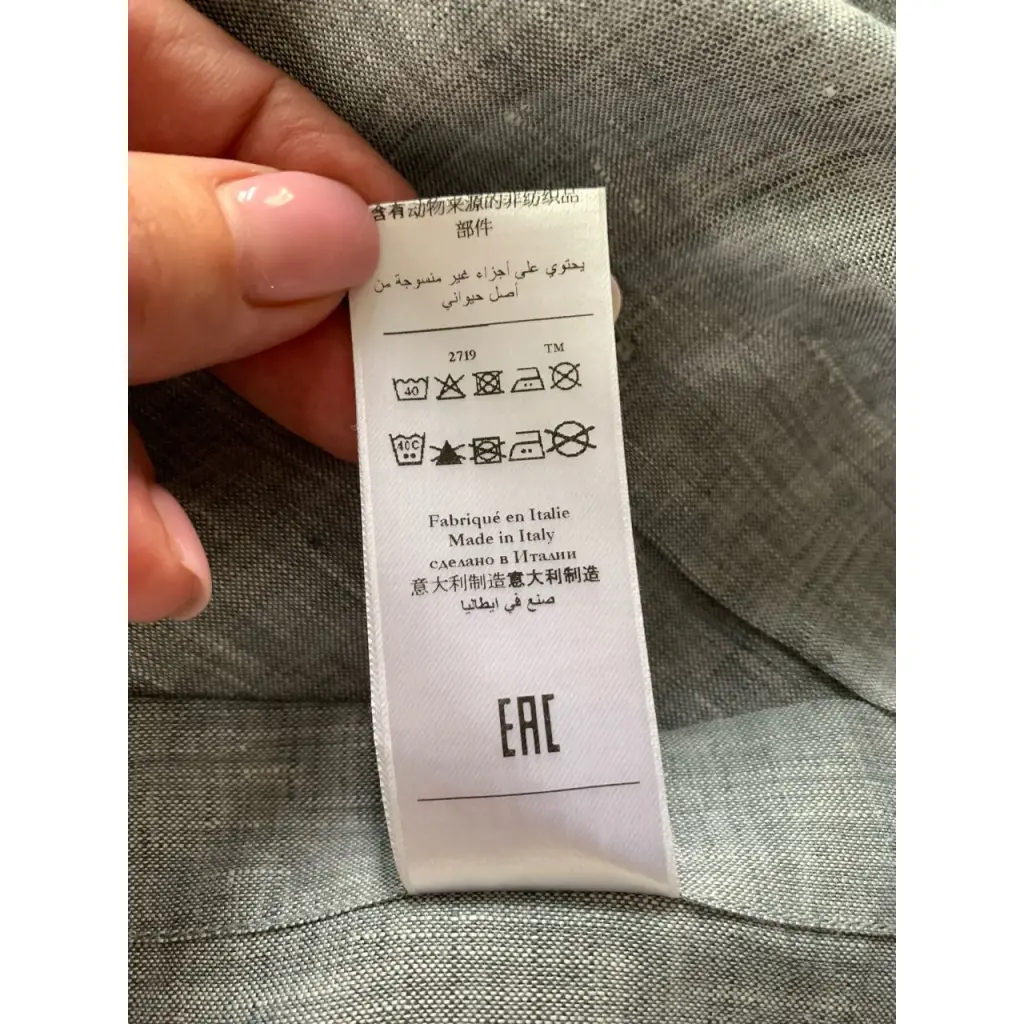 含有动物来源的非纺织品
部件
يحتوي على أجزاء غير منسوجة من
أصل حيواني
2719 TM
40
40C
Fabriqué en Italie
Made in Italy
сделано в Италии
意大利制造意大利制造
صنع في ايطاليا
EAC